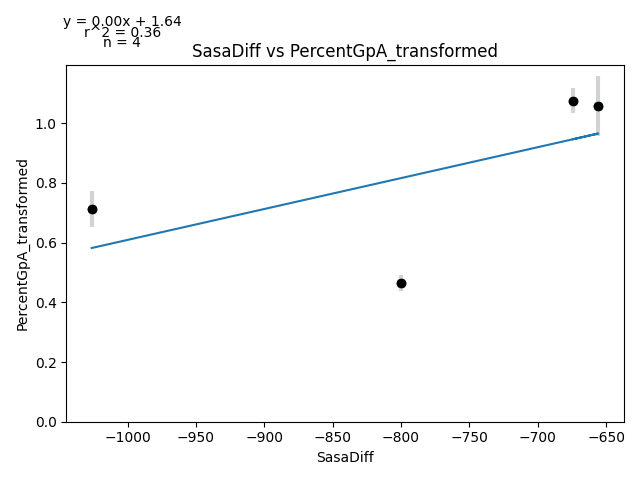 y = 0.00x + 1.64
r^2 = 0.36
n = 4
SasaDiff vs PercentGpA_transformed
1.0
0.8
0.6
0.4
0.2
0.0
PercentGpA_transformed
−1000
−950
−900
−850
−800
−750
−700
−650
SasaDiff